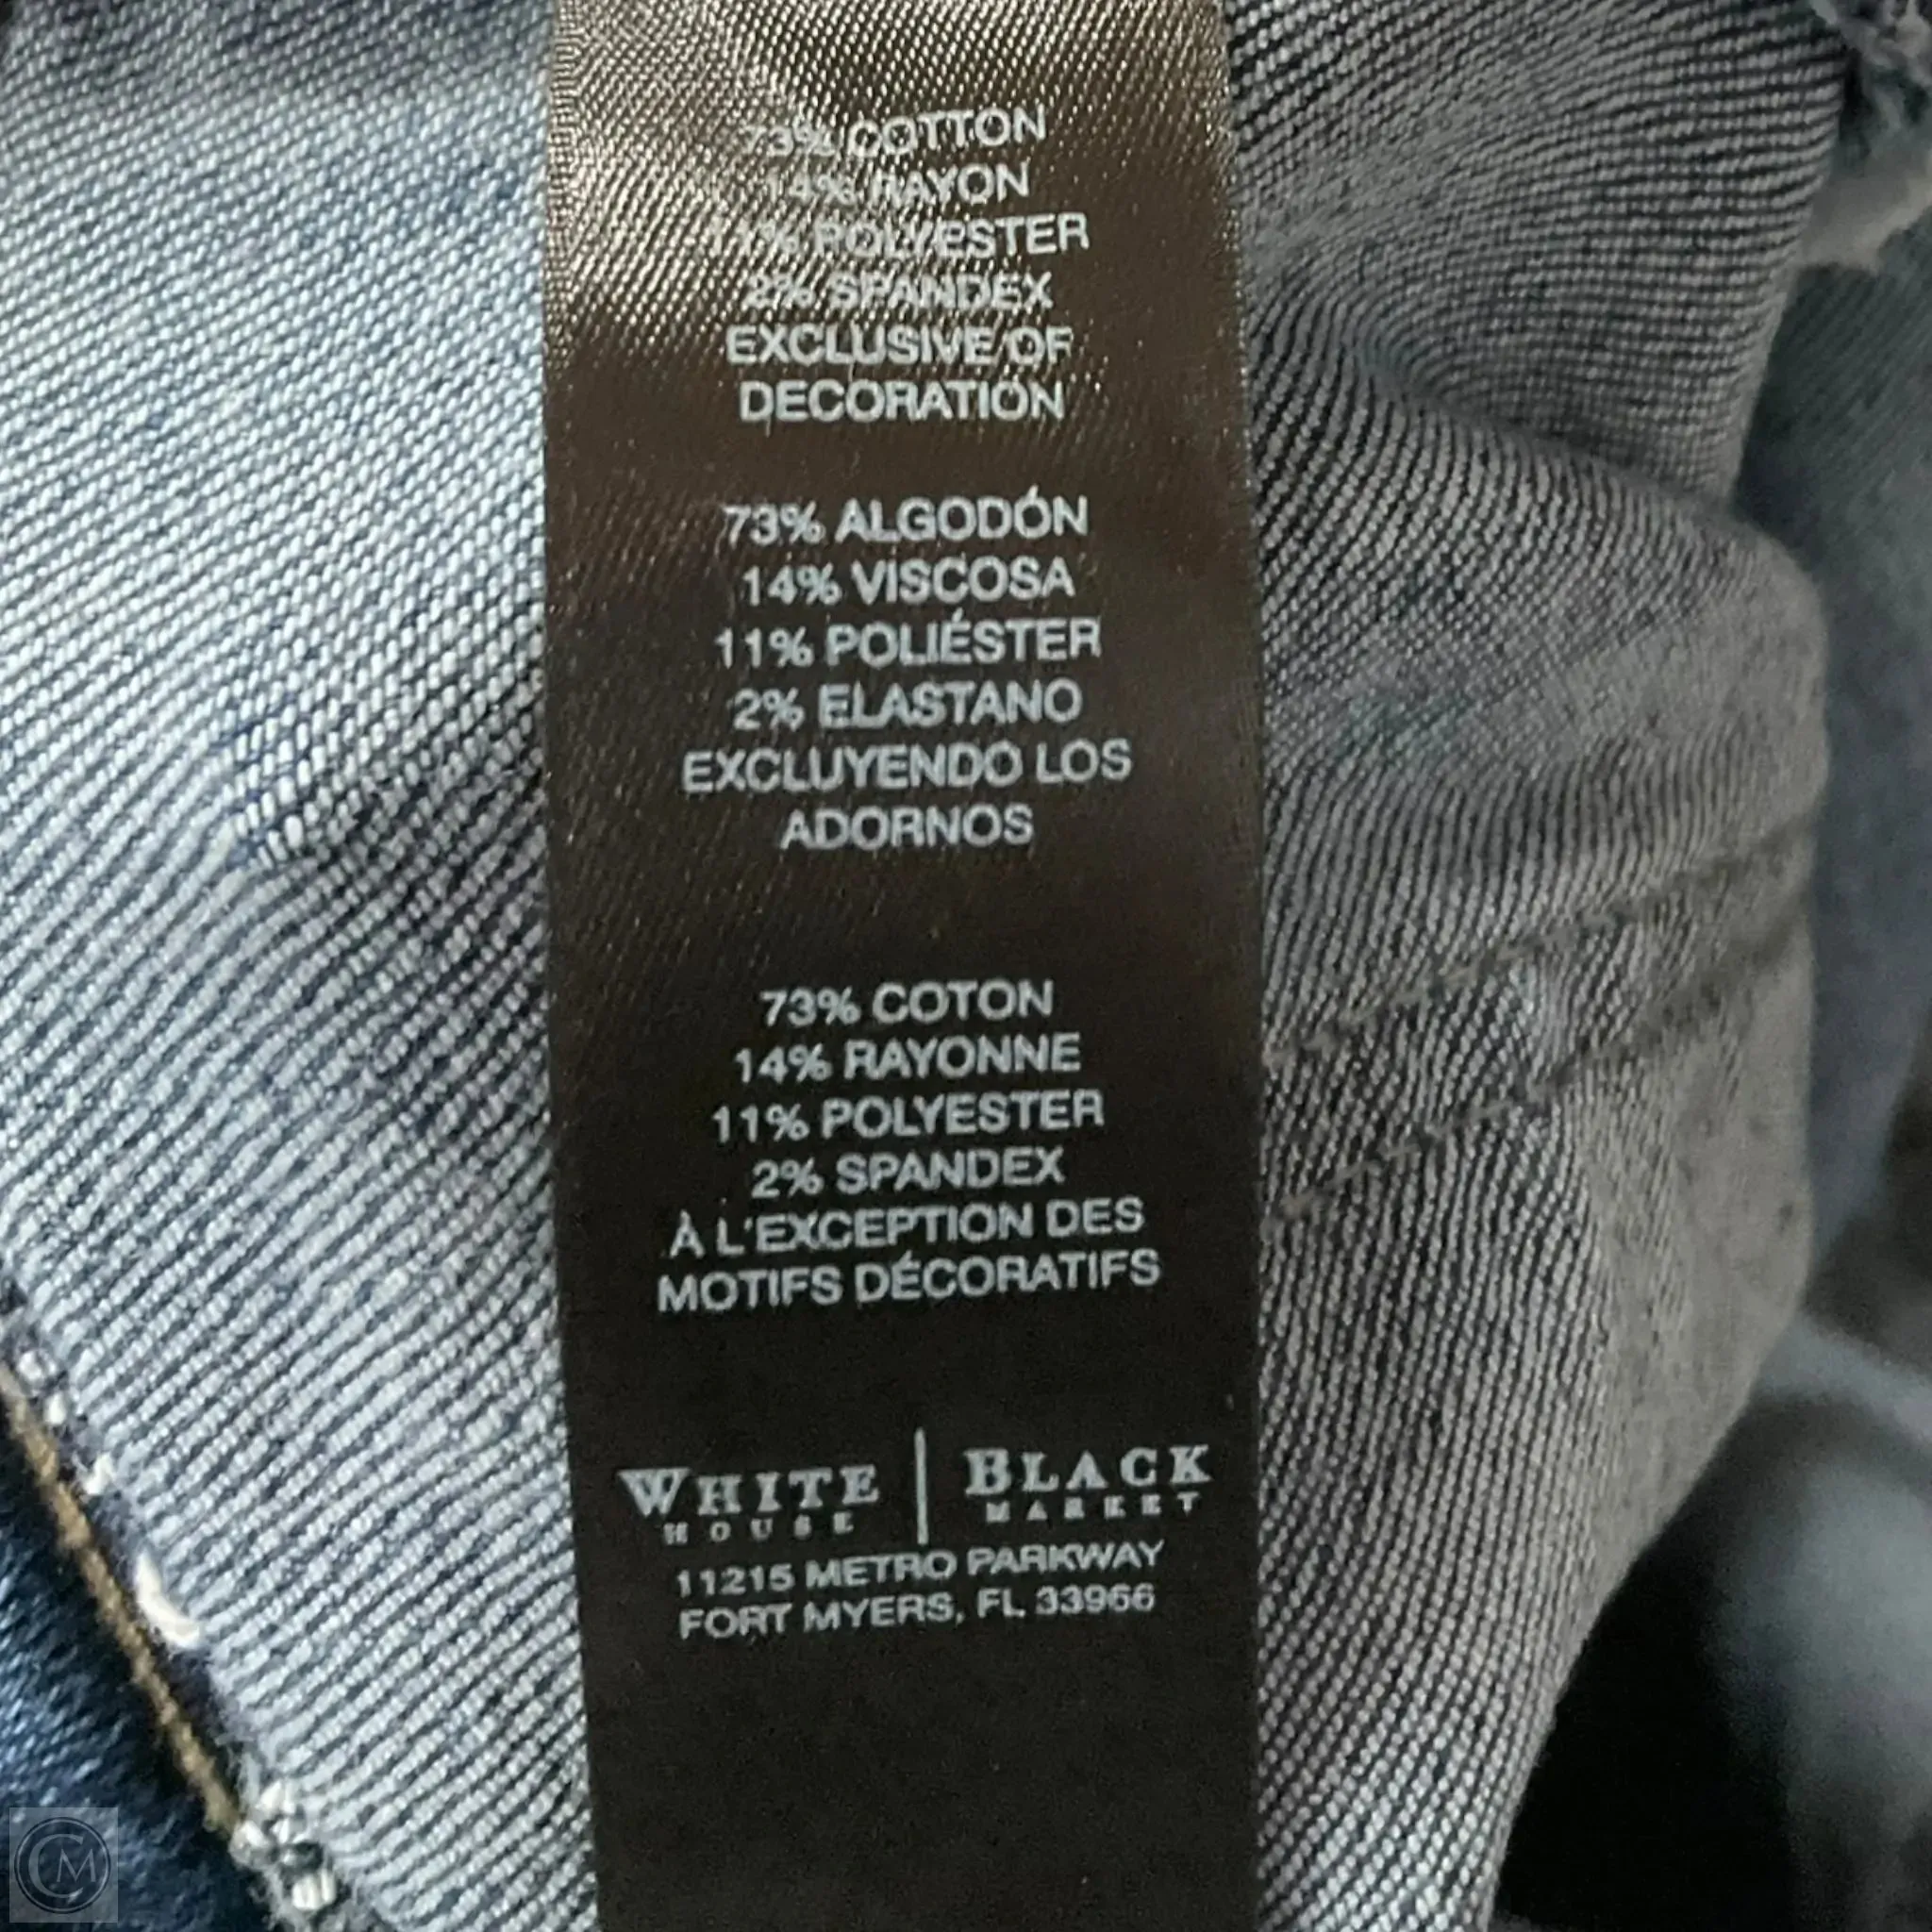 73% COTTON
14% RAYON
11% POLYESTER
2% SPANDEX
EXCLUSIVE OF
DECORATION
73% ALGODÓN
14% VISCOSA
11% POLIÉSTER
2% ELASTANO
EXCLUYENDO LOS
ADORNOS
73% COTON
14% RAYONNE
11% POLYESTER
2% SPANDEX
À L'EXCEPTION DES
MOTIFS DÉCORATIFS
WHITE | BLACK
HOUSE MARKET
11215 METRO PARKWAY
FORT MYERS, FL 33966
CM